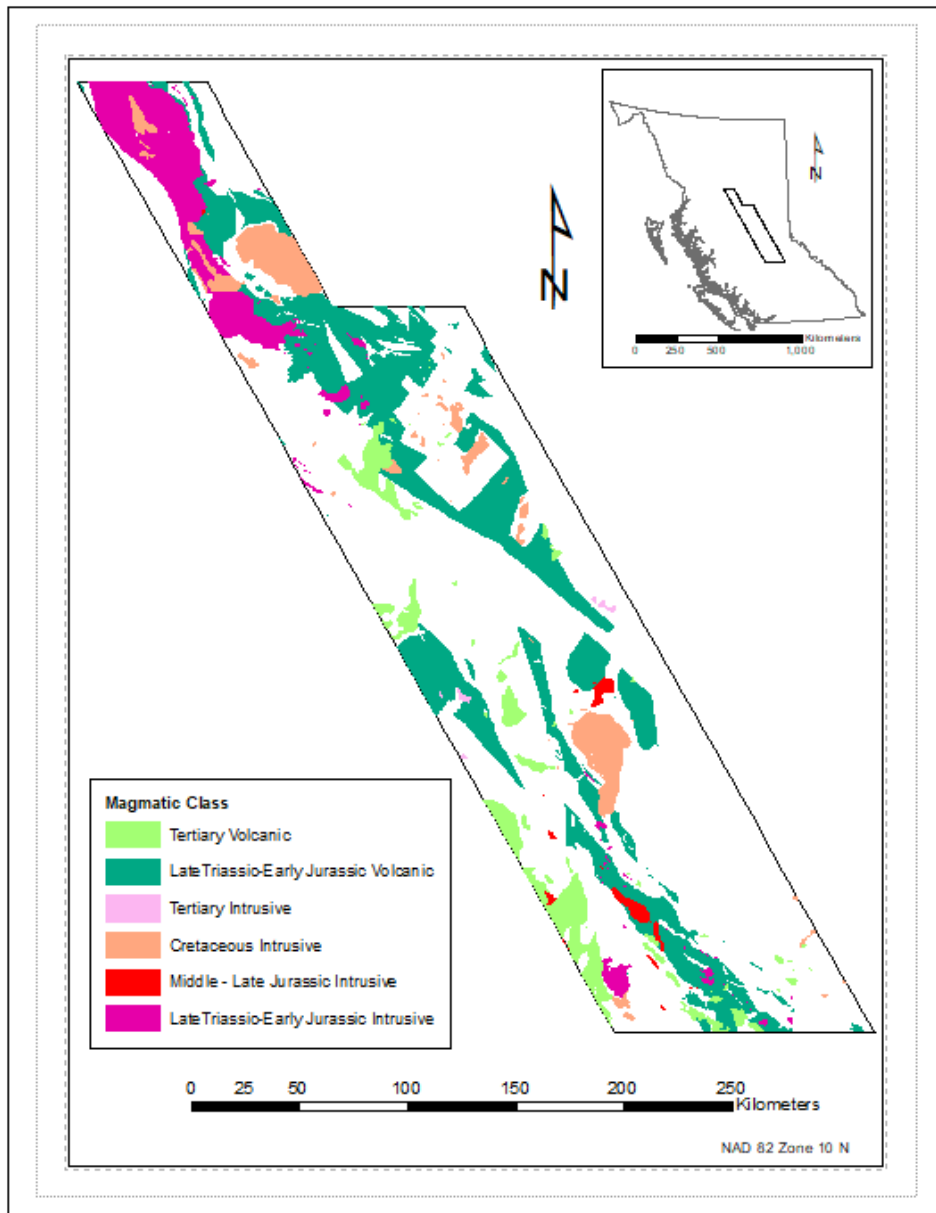 N
N
Kilometers
0 250 500 1,000
Magmatic Class
Tertiary Volcanic
Late Triassic-Early Jurassic Volcanic
Tertiary Intrusive
Cretaceous Intrusive
Middle - Late Jurassic Intrusive
Late Triassic-Early Jurassic Intrusive
0 25 50 100 150 200 250
Kilometers
NAD 82 Zone 10 N